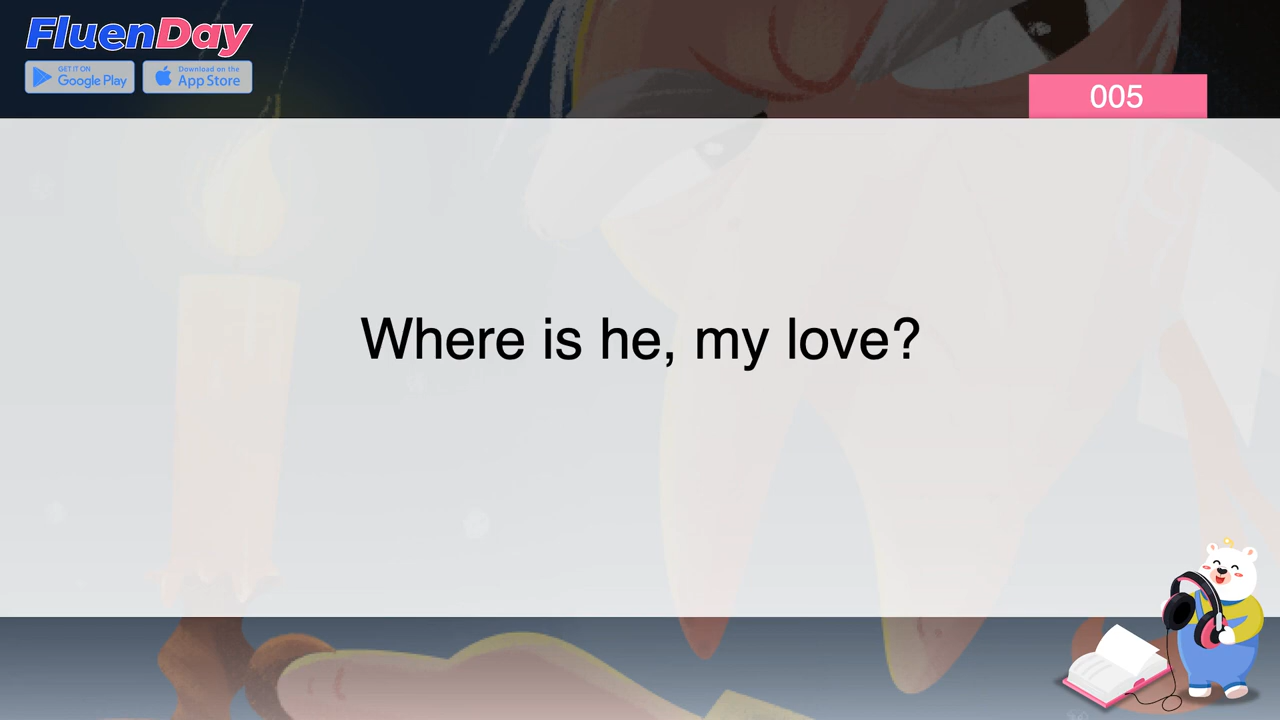 FluenDay
GET IT ON
Google Play
Download on the
App Store
005
Where is he, my love?